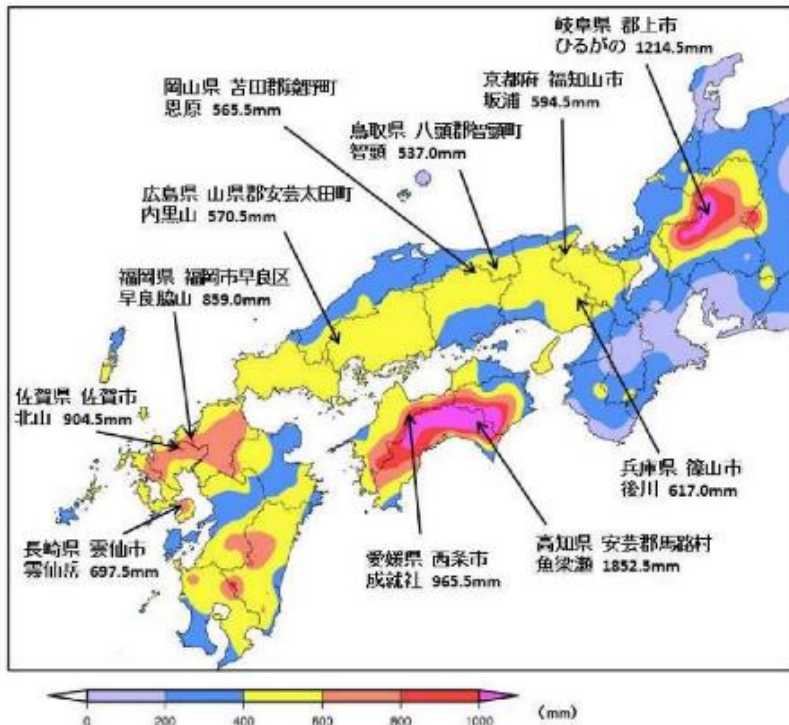 岐阜県 郡上市
ひるがの 1214.5mm
岡山県 苫田郡鏡野町
恩原 565.5mm
京都府 福知山市
坂浦 594.5mm
鳥取県 八頭郡智頭町
智頭 537.0mm
広島県 山県郡安芸太田町
内黒山 570.5mm
福岡県 福岡市早良区
早良脇山 859.0mm
佐賀県 佐賀市
北山 904.5mm
兵庫県 篠山市
後川 617.0mm
長崎県 雲仙市
雲仙岳 697.5mm
愛媛県 西条市
成就社 965.5mm
高知県 安芸郡馬路村
魚梁瀬 1852.5mm
0 200 400 600 800 1000 (mm)